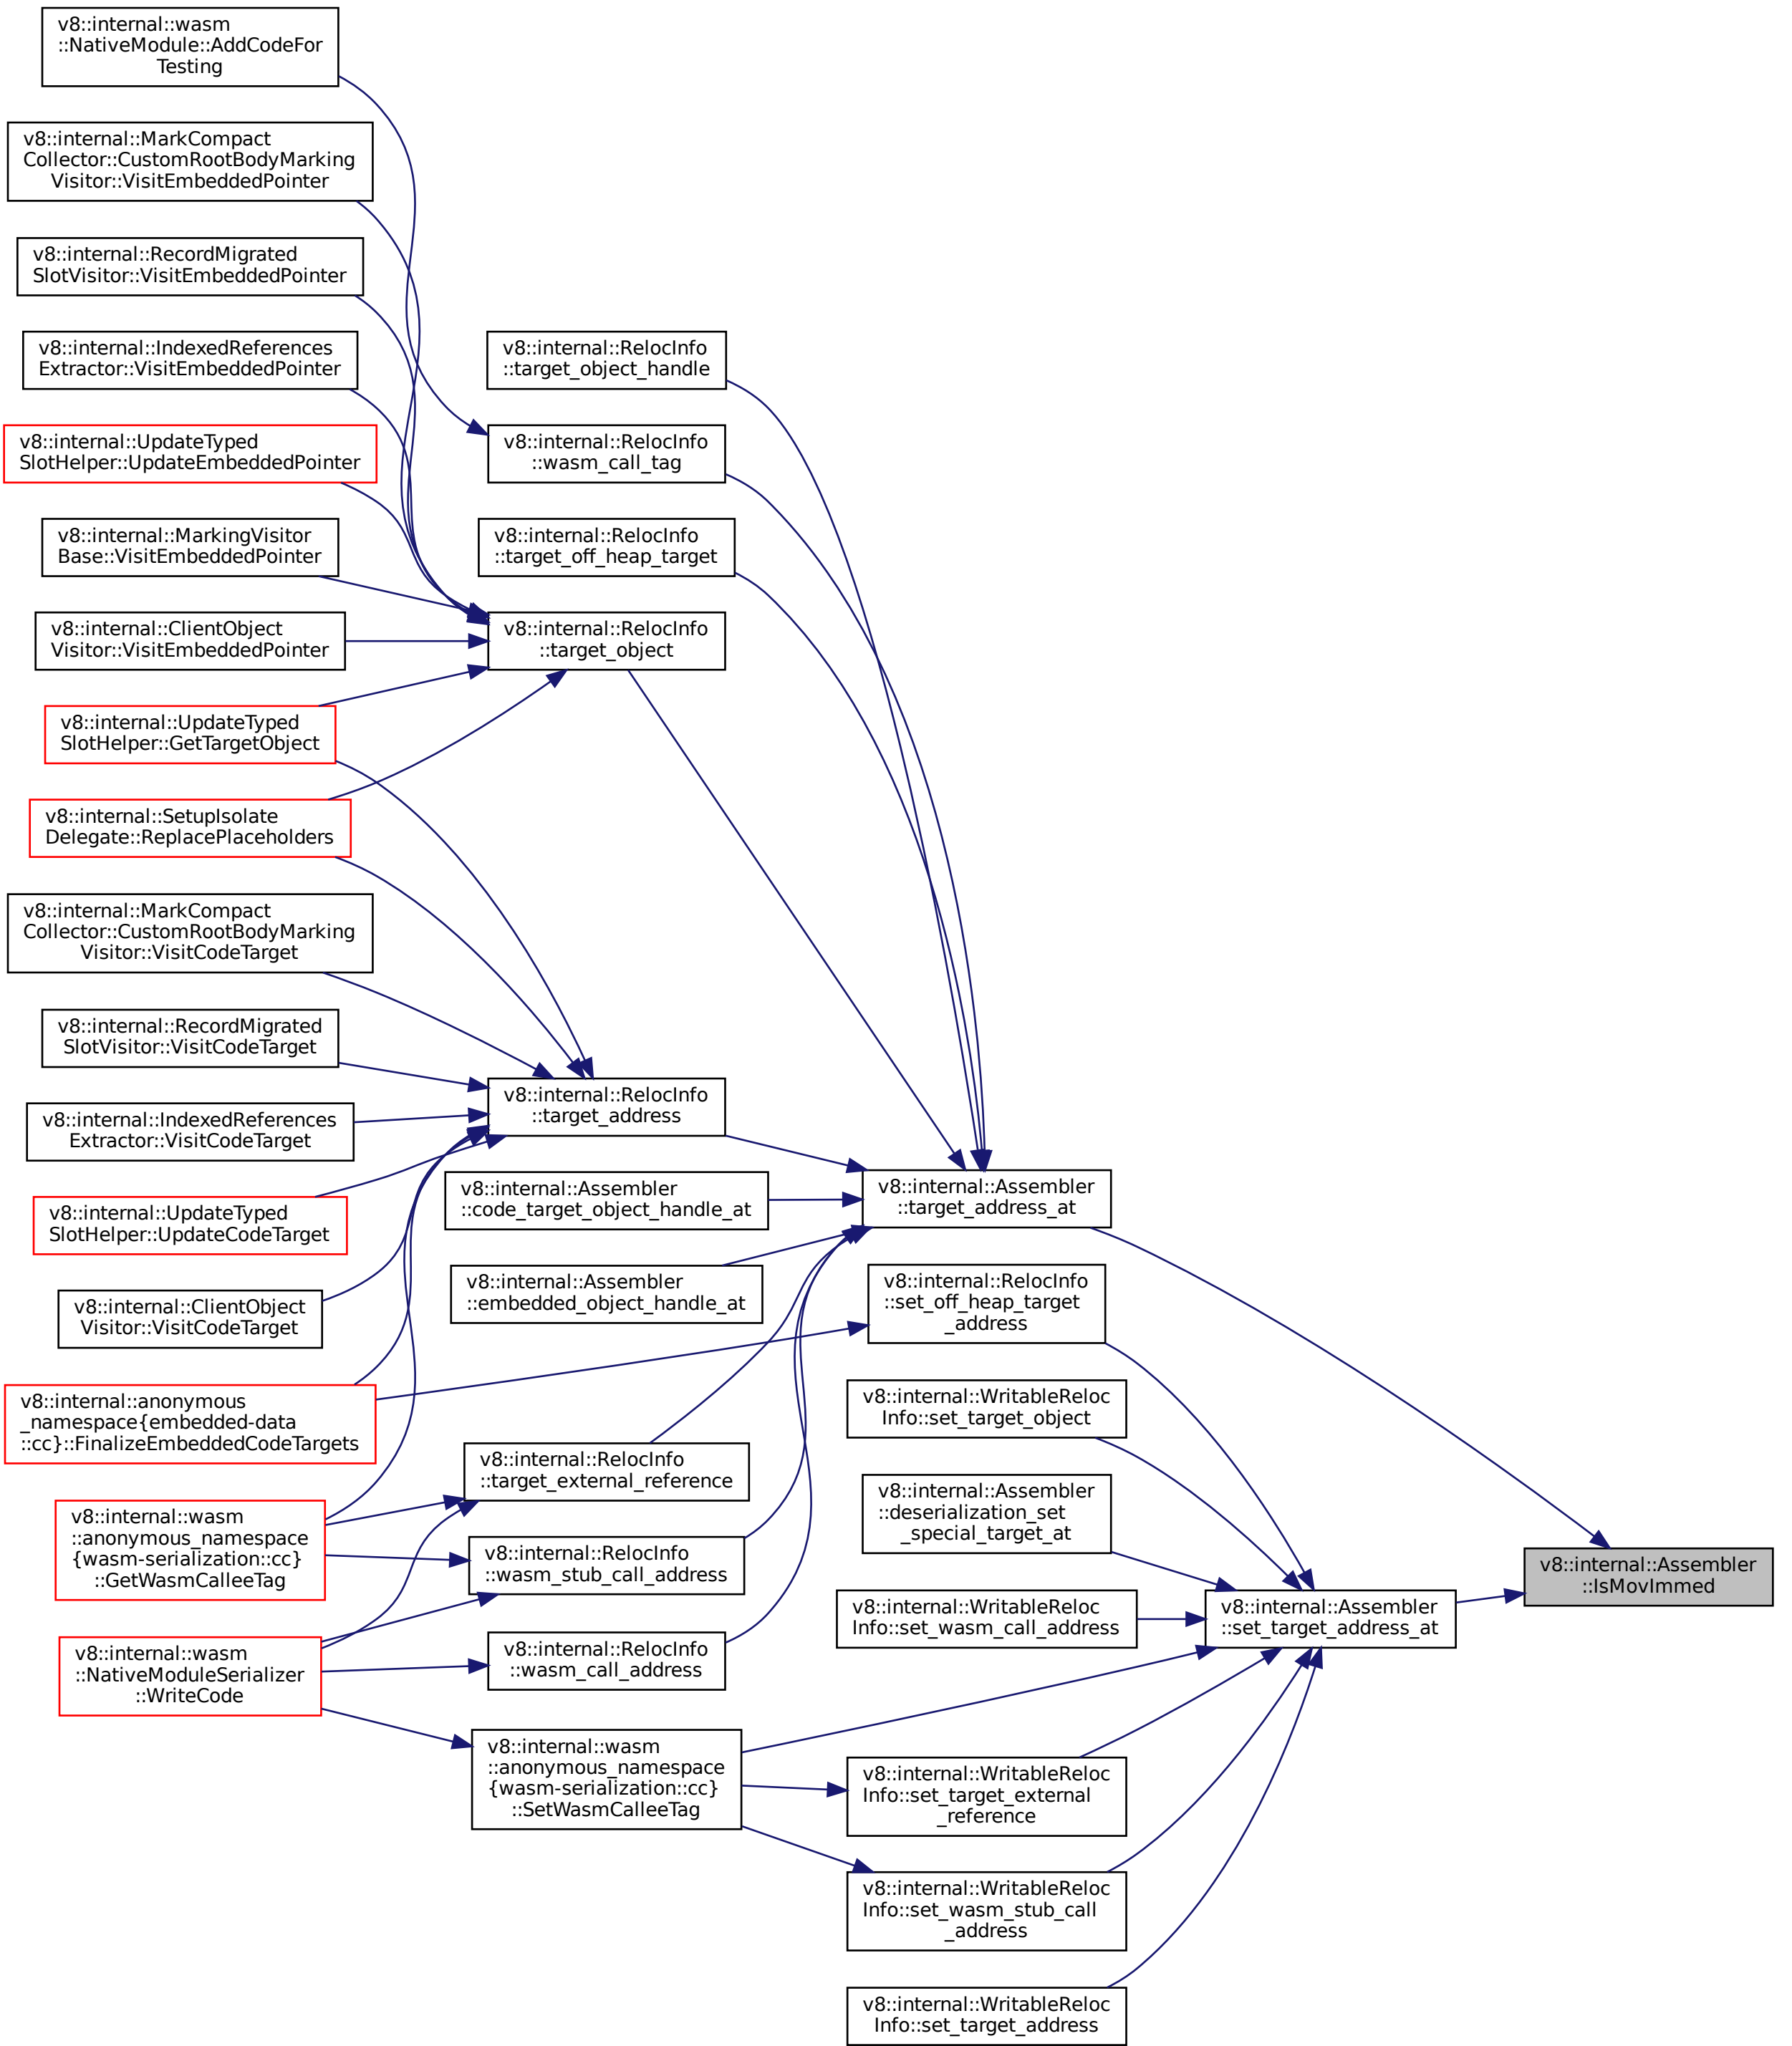 v8::internal::wasm
::NativeModule::AddCodeFor
Testing
v8::internal::MarkCompact
Collector::CustomRootBodyMarking
Visitor::VisitEmbeddedPointer
v8::internal::RecordMigrated
SlotVisitor::VisitEmbeddedPointer
v8::internal::IndexedReferences
Extractor::VisitEmbeddedPointer
v8::internal::UpdateTyped
SlotHelper::UpdateEmbeddedPointer
v8::internal::MarkingVisitor
Base::VisitEmbeddedPointer
v8::internal::ClientObject
Visitor::VisitEmbeddedPointer
v8::internal::UpdateTyped
SlotHelper::GetTargetObject
v8::internal::SetupIsolate
Delegate::ReplacePlaceholders
v8::internal::MarkCompact
Collector::CustomRootBodyMarking
Visitor::VisitCodeTarget
v8::internal::RecordMigrated
SlotVisitor::VisitCodeTarget
v8::internal::IndexedReferences
Extractor::VisitCodeTarget
v8::internal::UpdateTyped
SlotHelper::UpdateCodeTarget
v8::internal::ClientObject
Visitor::VisitCodeTarget
v8::internal::anonymous
_namespace{embedded-data
::cc}::FinalizeEmbeddedCodeTargets
v8::internal::wasm
::anonymous_namespace
{wasm-serialization::cc}
::GetWasmCalleeTag
v8::internal::wasm
::NativeModuleSerializer
::WriteCode
v8::internal::RelocInfo
::target_object_handle
v8::internal::RelocInfo
::wasm_call_tag
v8::internal::RelocInfo
::target_off_heap_target
v8::internal::RelocInfo
::target_object
v8::internal::RelocInfo
::target_address
v8::internal::Assembler
::code_target_object_handle_at
v8::internal::Assembler
::embedded_object_handle_at
v8::internal::RelocInfo
::target_external_reference
v8::internal::RelocInfo
::wasm_stub_call_address
v8::internal::RelocInfo
::wasm_call_address
v8::internal::wasm
::anonymous_namespace
{wasm-serialization::cc}
::SetWasmCalleeTag
v8::internal::Assembler
::target_address_at
v8::internal::RelocInfo
::set_off_heap_target
_address
v8::internal::WritableReloc
Info::set_target_object
v8::internal::Assembler
::deserialization_set
_special_target_at
v8::internal::WritableReloc
Info::set_wasm_call_address
v8::internal::WritableReloc
Info::set_target_external
_reference
v8::internal::WritableReloc
Info::set_wasm_stub_call
_address
v8::internal::WritableReloc
Info::set_target_address
v8::internal::Assembler
::set_target_address_at
v8::internal::Assembler
::IsMovImmed